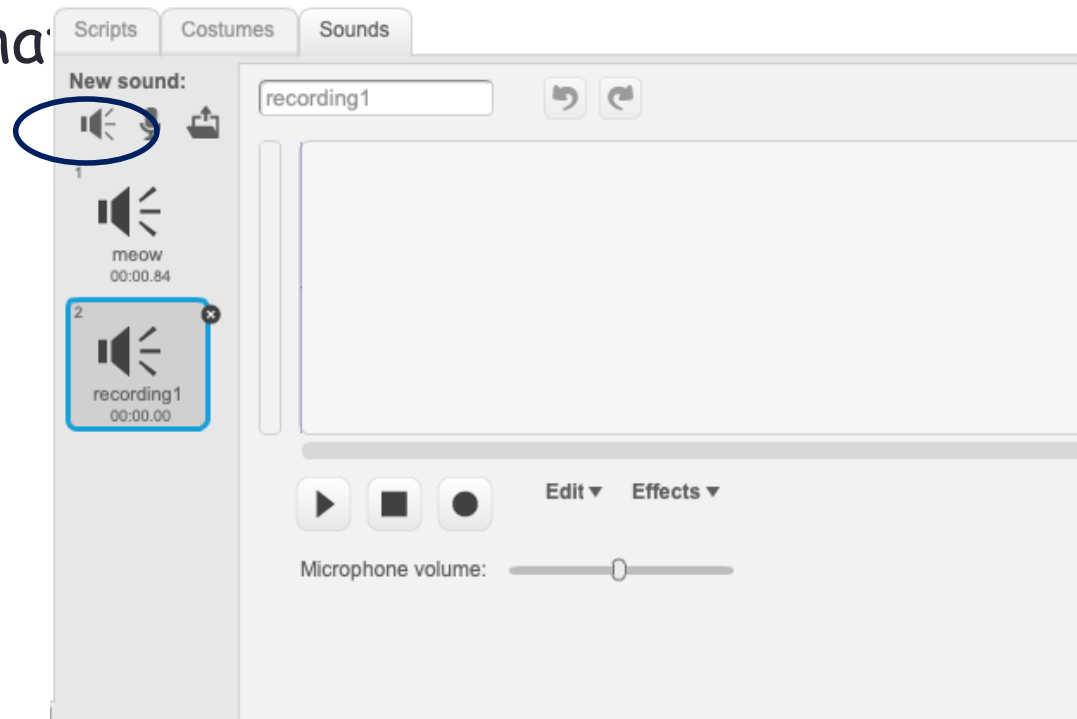 Scripts Costumes Sounds
New sound:
recording1
1
meow
00:00.84
2
recording1
00:00.00
Edit Effects
Microphone volume: